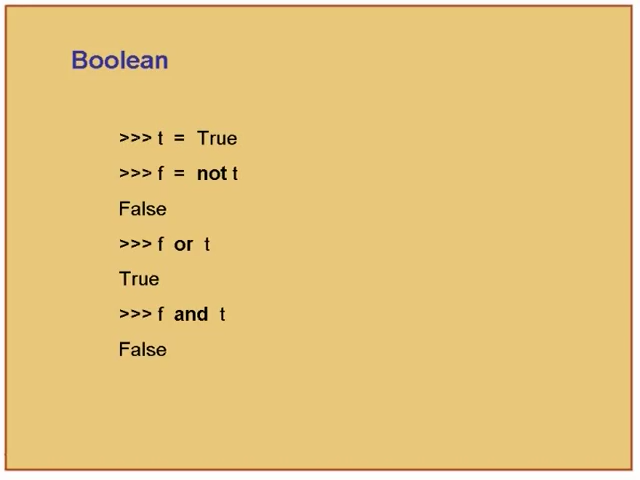 Boolean
>>> t = True
>>> f = not t
False
>>> f or t
True
>>> f and t
False